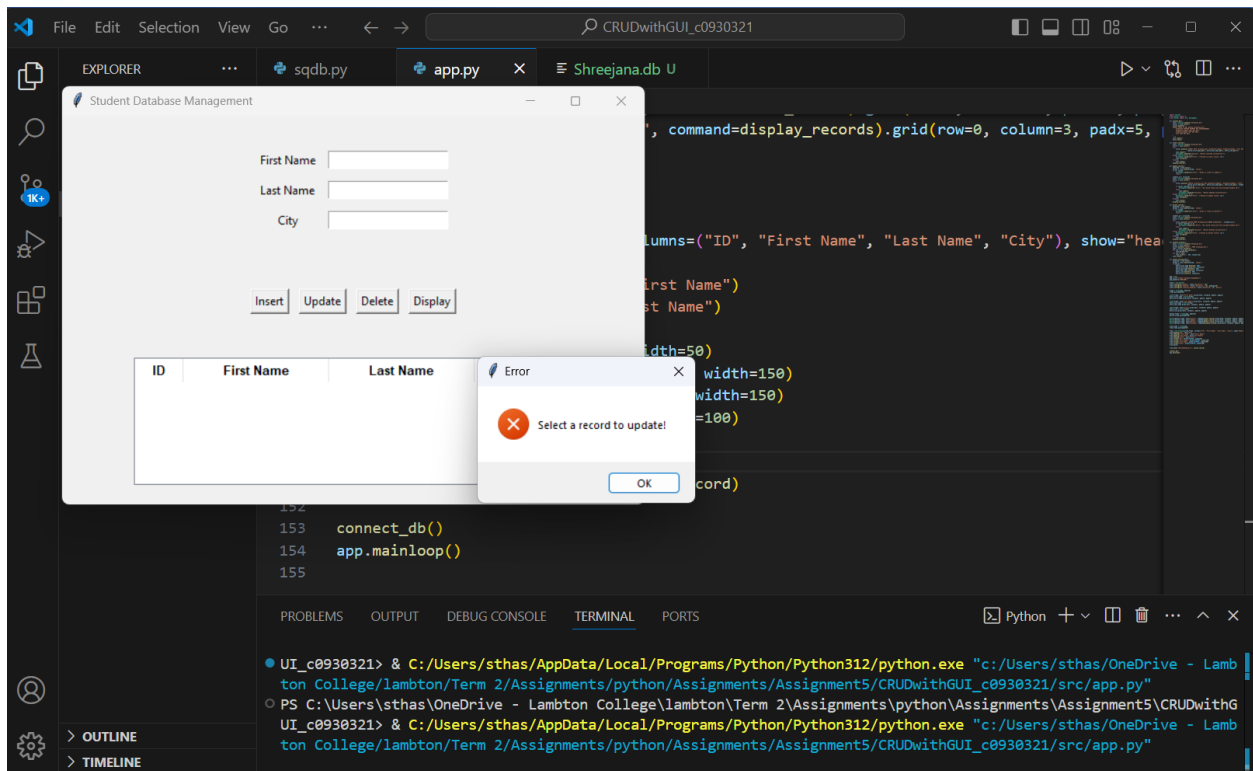 File Edit Selection View Go ··· CRUDwithGUI_c0930321
EXPLORER ··· sqdb.py app.py Shreejana.db U
1K+
Student Database Management
First Name
Last Name
City
Insert Update Delete Display
ID First Name Last Name
Error
Select a record to update!
OK
", command=display_records).grid(row=0, column=3, padx=5,
lumns=("ID", "First Name", "Last Name", "City"), show="hea
irst Name")
st Name")
idth=50)
width=150)
width=150)
=100)
cord)
152
153 connect_db()
154 app.mainloop()
155
PROBLEMS OUTPUT DEBUG CONSOLE TERMINAL PORTS Python
UI_c0930321> & C:/Users/sthas/AppData/Local/Programs/Python/Python312/python.exe "c:/Users/sthas/OneDrive - Lamb
ton College/lambton/Term 2/Assignments/python/Assignments/Assignment5/CRUDwithGUI_c0930321/src/app.py"
PS C:\Users\sthas\OneDrive - Lambton College\lambton\Term 2\Assignments\python\Assignments\Assignment5\CRUDwithG
UI_c0930321> & C:/Users/sthas/AppData/Local/Programs/Python/Python312/python.exe "c:/Users/sthas/OneDrive - Lamb
ton College/lambton/Term 2/Assignments/python/Assignments/Assignment5/CRUDwithGUI_c0930321/src/app.py"
OUTLINE
TIMELINE